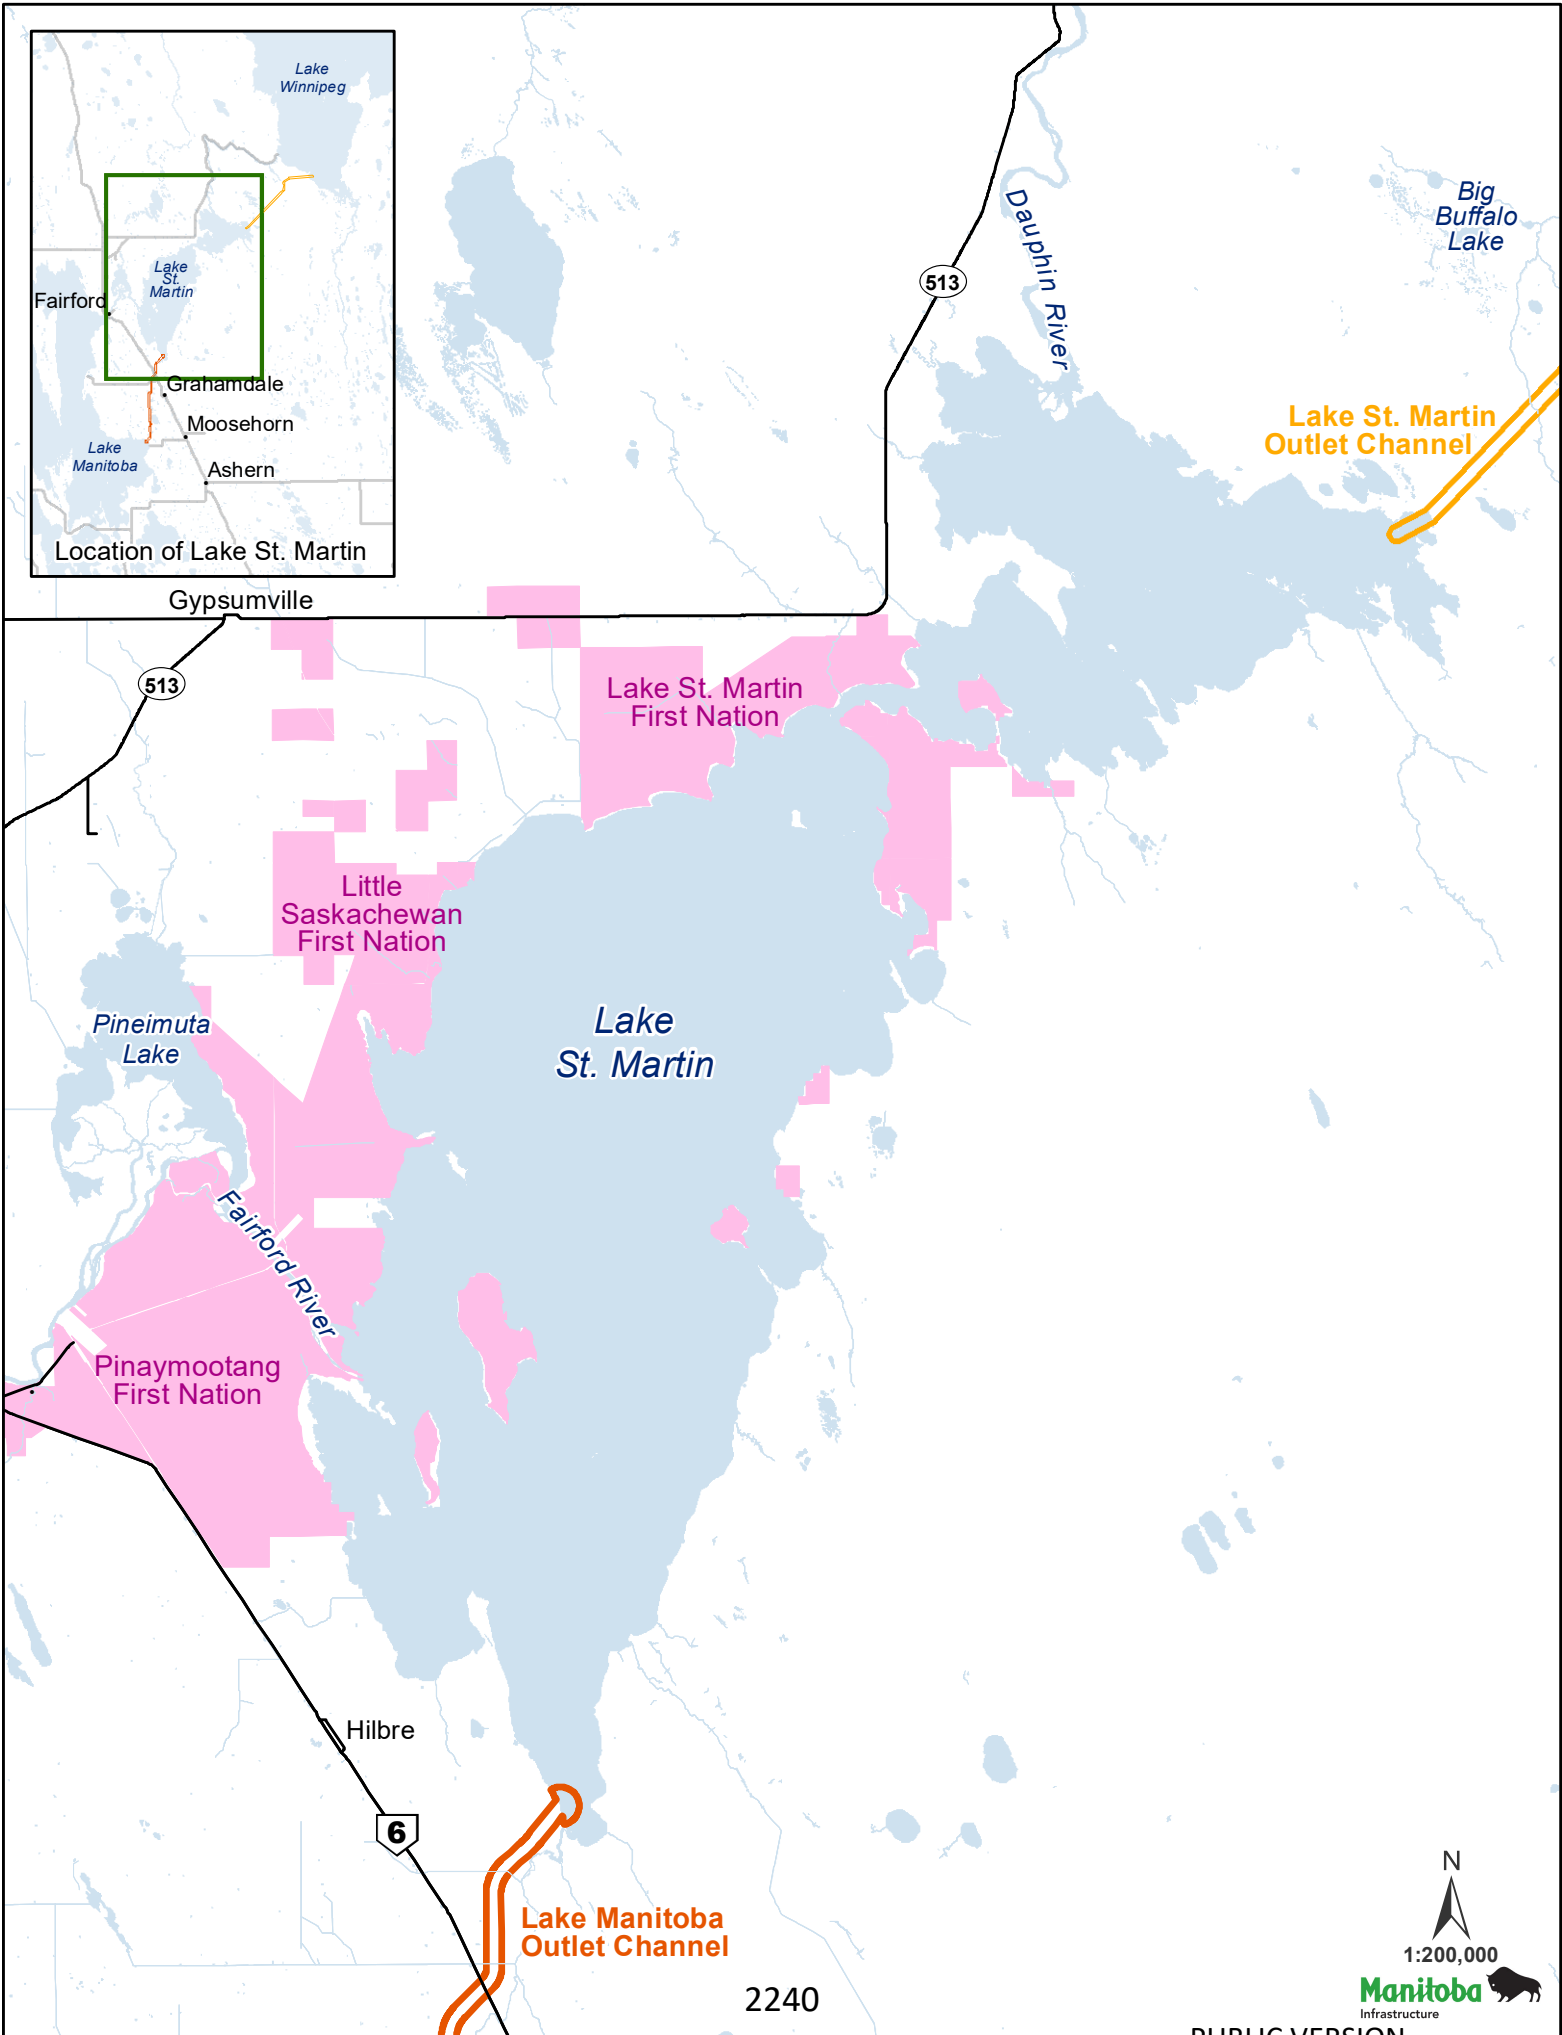 Lake
Winnipeg
Lake
St.
Martin
Fairford
Grahamdale
Moosehorn
Lake
Manitoba
Ashern
Location of Lake St. Martin
513
Dauphin River
Big
Buffalo
Lake
Lake St. Martin
Outlet Channel
Gypsumville
513
Lake St. Martin
First Nation
Little
Saskachewan
First Nation
Pineimuta
Lake
Lake
St. Martin
Fairford River
Pinaymootang
First Nation
Hilbre
6
Lake Manitoba
Outlet Channel
N
1:200,000
Manitoba
Infrastructure
2240
PUBLIC VERSION